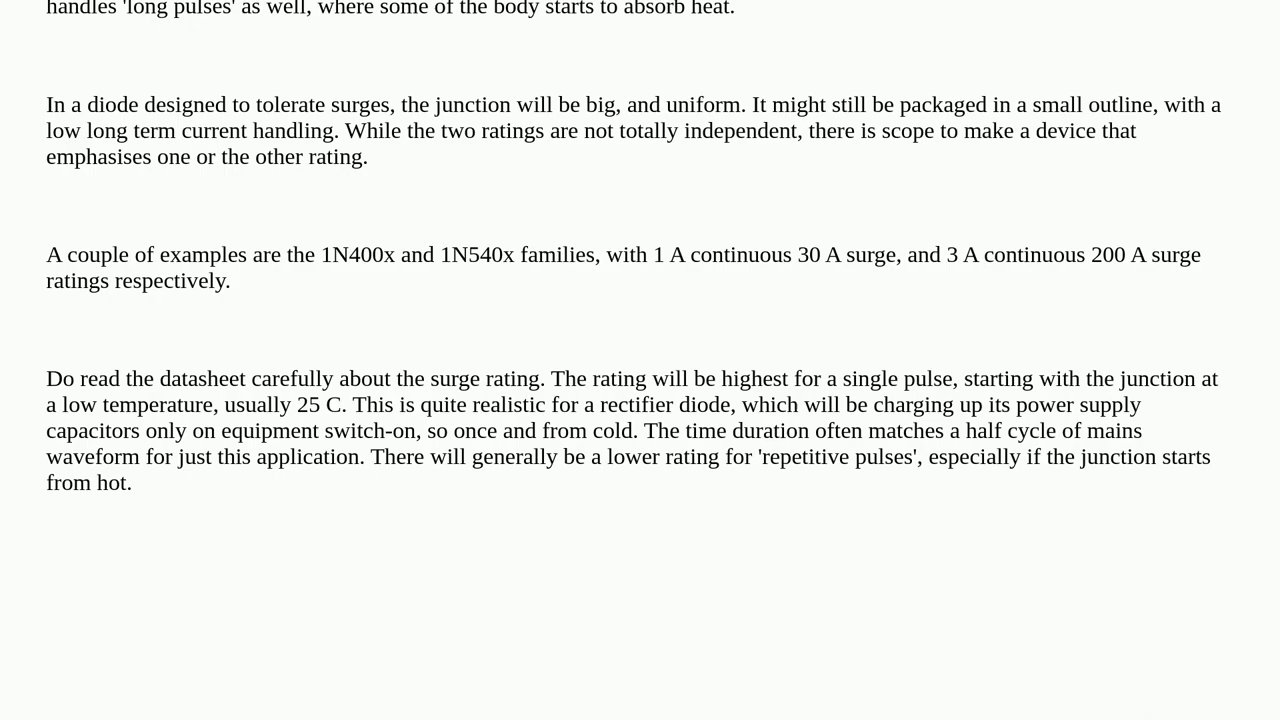 handles 'long pulses' as well, where some of the body starts to absorb heat.
In a diode designed to tolerate surges, the junction will be big, and uniform. It might still be packaged in a small outline, with a
low long term current handling. While the two ratings are not totally independent, there is scope to make a device that
emphasises one or the other rating.
A couple of examples are the 1N400x and 1N540x families, with 1 A continuous 30 A surge, and 3 A continuous 200 A surge
ratings respectively.
Do read the datasheet carefully about the surge rating. The rating will be highest for a single pulse, starting with the junction at
a low temperature, usually 25 C. This is quite realistic for a rectifier diode, which will be charging up its power supply
capacitors only on equipment switch-on, so once and from cold. The time duration often matches a half cycle of mains
waveform for just this application. There will generally be a lower rating for 'repetitive pulses', especially if the junction starts
from hot.